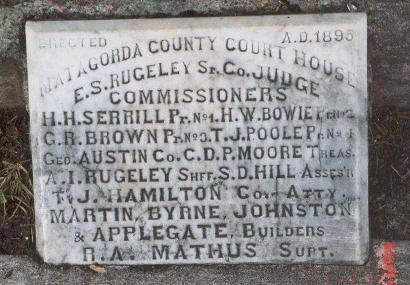 ERECTED A.D. 1895
MATAGORDA COUNTY COURT HOUSE
E.S. RUGELEY SR. CO. JUDGE
COMMISSIONERS
H.H. SERRILL PR. NO 1. H.W. BOWIE PR. NO 2
G.R. BROWN PR. NO 3. T.J. POOLE PR. NO 4
GEO. AUSTIN CO. C. D.P. MOORE TREAS.
A.I. RUGELEY SHFF. S.D. HILL ASSES'R
T. J. HAMILTON CO. ATTY.
MARTIN, BYRNE, JOHNSTON
& APPLEGATE, BUILDERS
R.A. MATHUS SUPT.